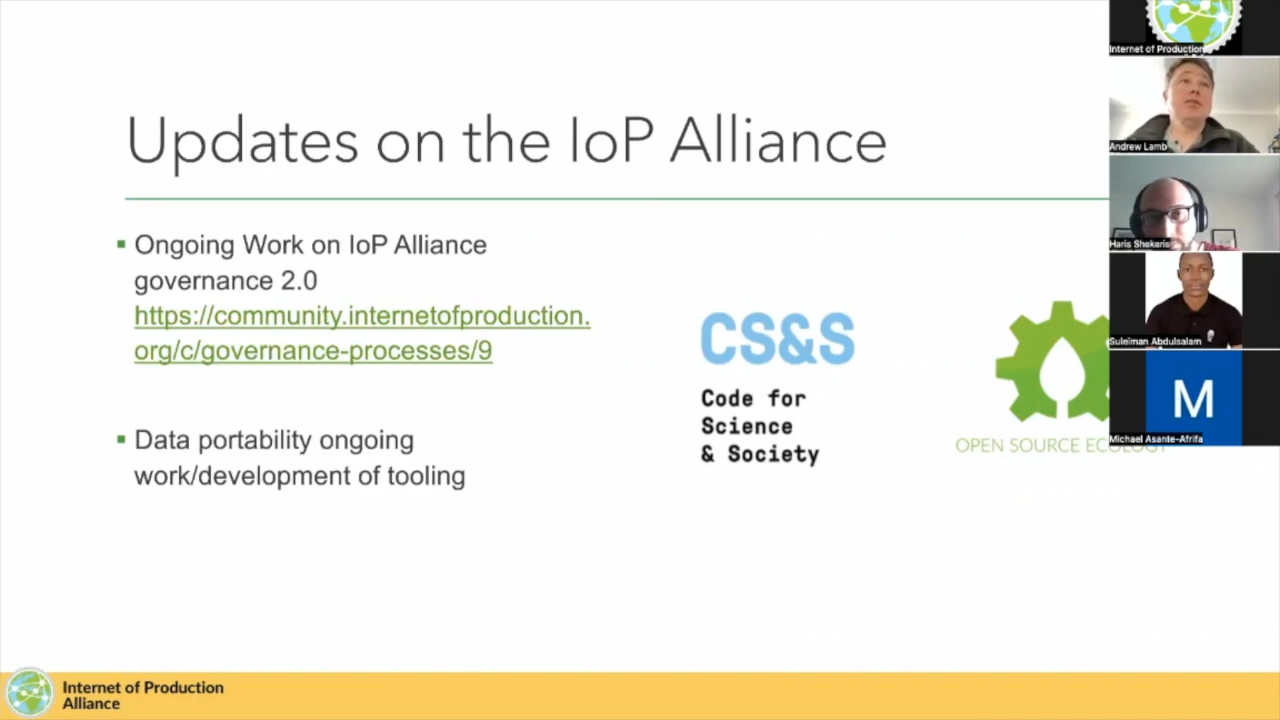 Updates on the IoP Alliance
Ongoing Work on IoP Alliance
governance 2.0
https://community.internetofproduction.
org/c/governance-processes/9
Data portability ongoing
work/development of tooling
CS&S
Code for
Science
& Society
OPEN SOURCE ECOLOGY
Internet of Production
Andrew Lamb
Haris Shekaris
Suleiman Abdulsalam
M
Michael Asante-Afrifa
Internet of Production
Alliance